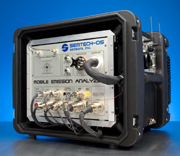 SEMTECH-DS
SENSORS, INC.
MOBILE EMISSION ANALYZER